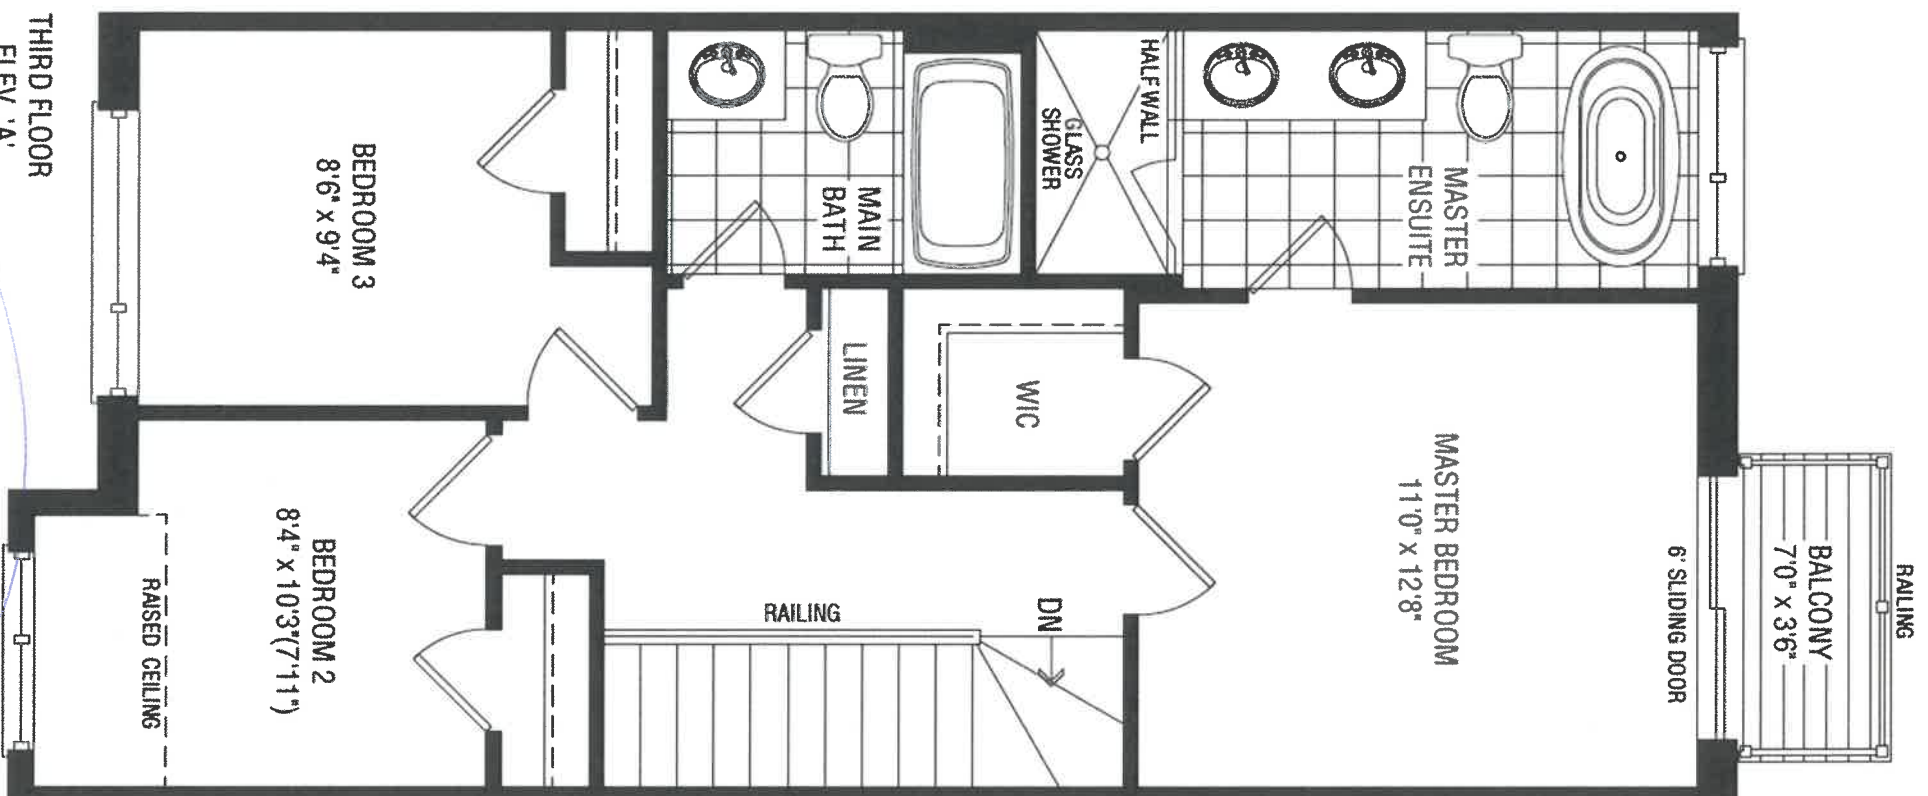 RAILING
BALCONY
7'0" x 3'6"
6' SLIDING DOOR
MASTER
ENSUITE
MASTER BEDROOM
11'0" x 12'8"
HALF WALL
GLASS
SHOWER
WIC
DN
LINEN
MAIN
BATH
RAILING
BEDROOM 3
8'6" x 9'4"
BEDROOM 2
8'4" x 10'3"(7'11")
RAISED CEILING
THIRD FLOOR
ELEV. 'A'